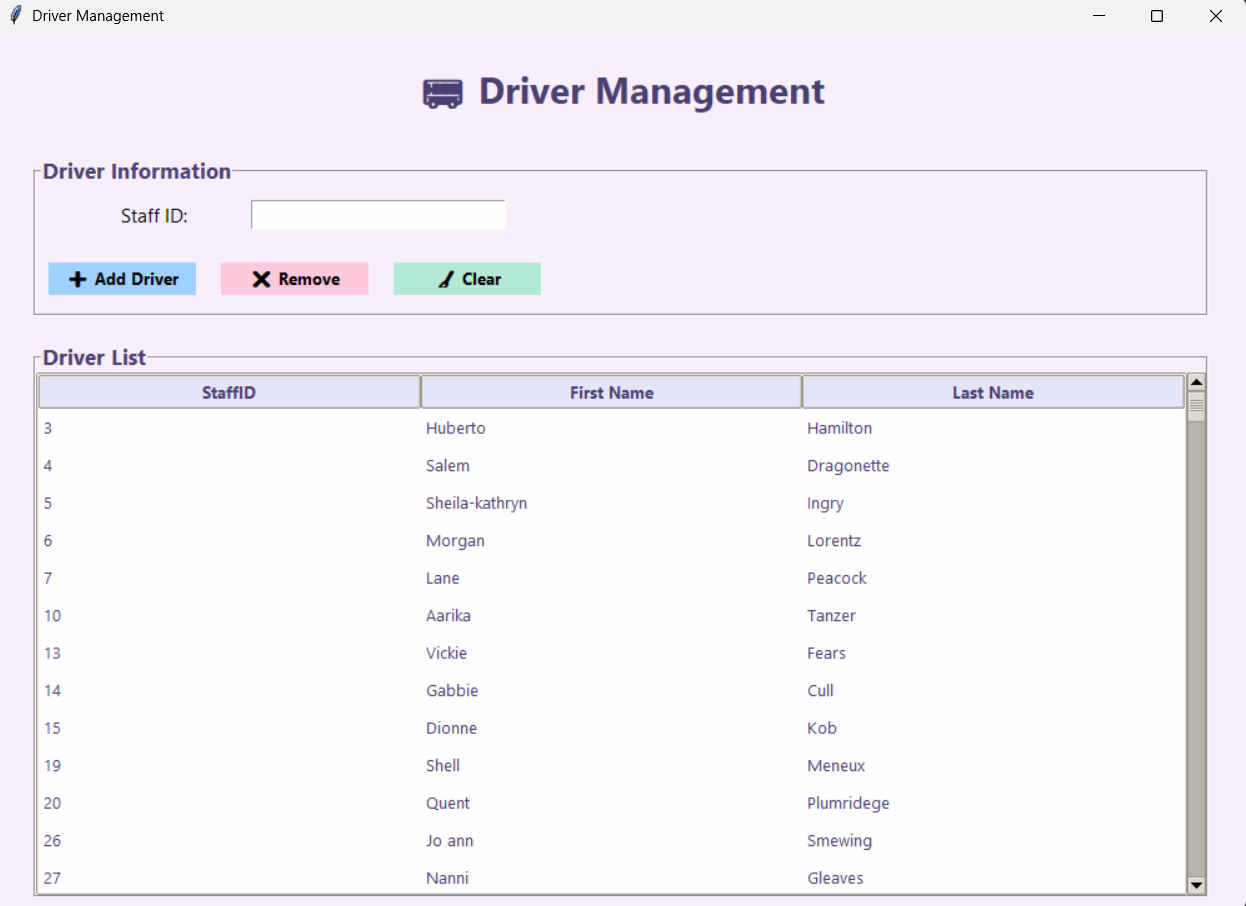 Driver Management
Driver Management
Driver Information
Staff ID:
Add Driver Remove Clear
Driver List
StaffID First Name Last Name
3 Huberto Hamilton
4 Salem Dragonette
5 Sheila-kathryn Ingry
6 Morgan Lorentz
7 Lane Peacock
10 Aarika Tanzer
13 Vickie Fears
14 Gabbie Cull
15 Dionne Kob
19 Shell Meneux
20 Quent Plumridege
26 Jo ann Smewing
27 Nanni Gleaves